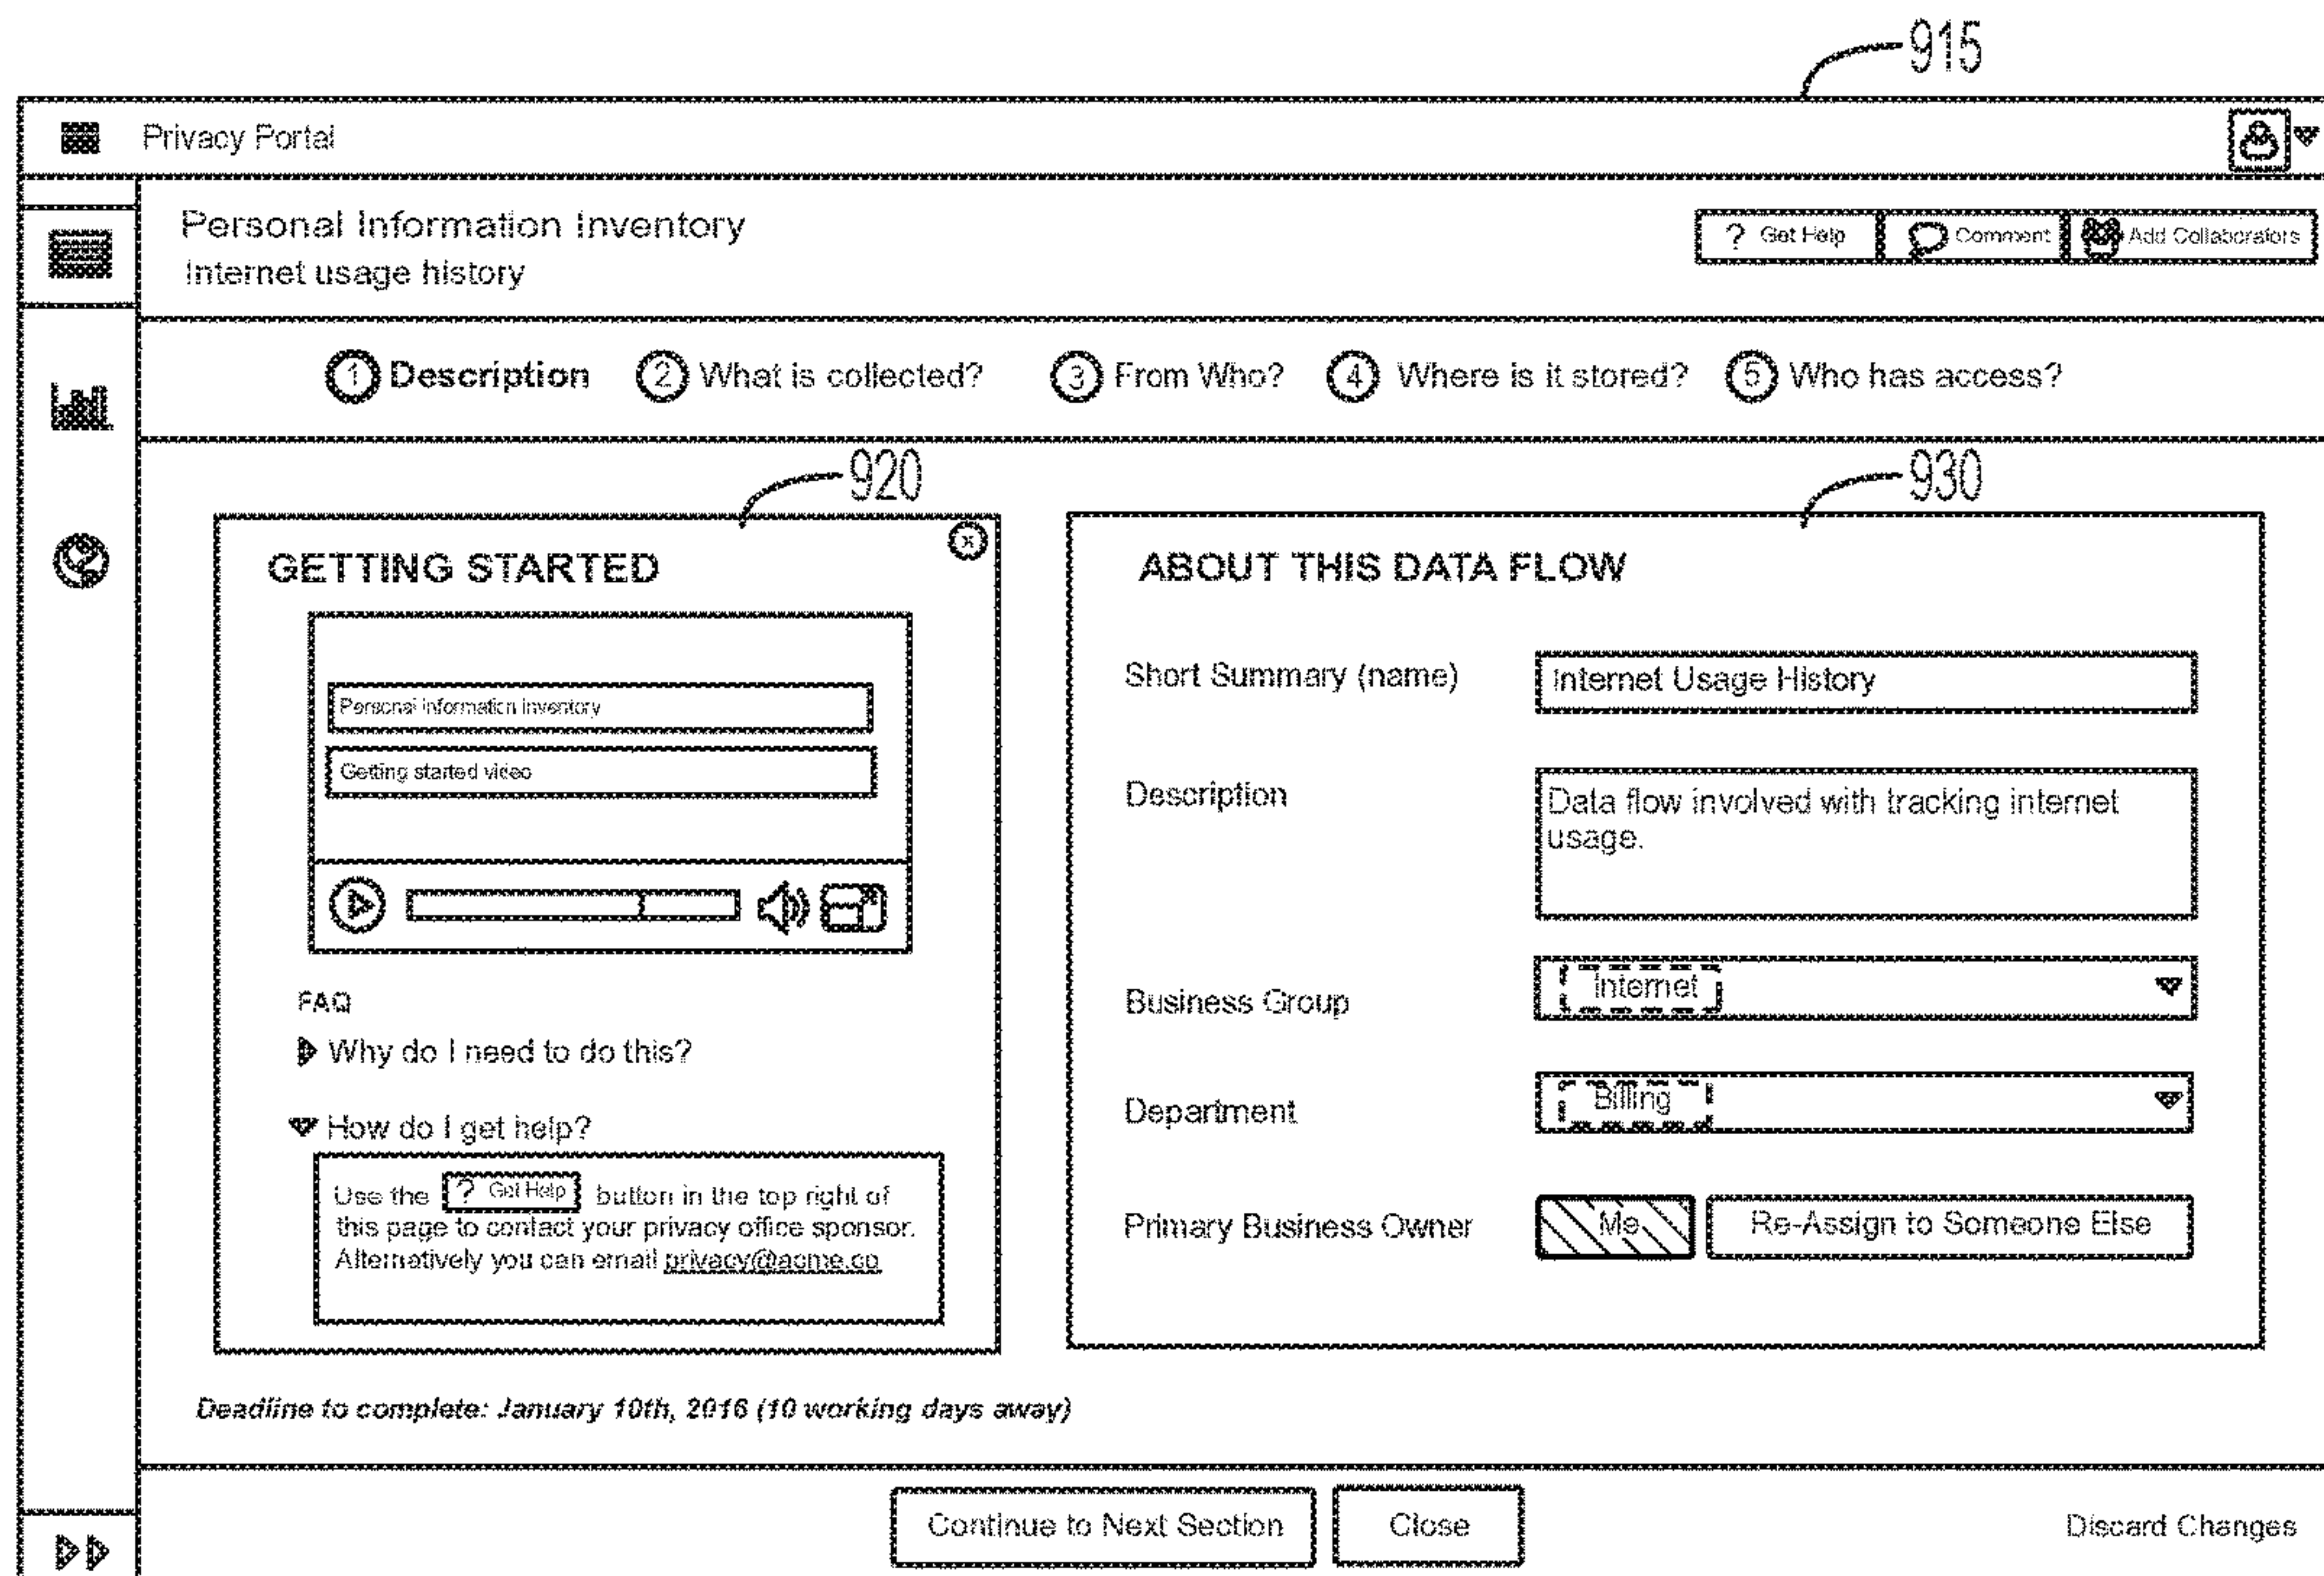 915
Privacy Portal
Personal Information Inventory
Internet usage history
? Get Help Comment Add Collaborators
1 Description 2 What is collected? 3 From Who? 4 Where is it stored? 5 Who has access?
920
930
GETTING STARTED
Personal information inventory
Getting started video
FAQ
Why do I need to do this?
How do I get help?
Use the ? Get Help button in the top right of
this page to contact your privacy office sponsor.
Alternatively you can email privacy@acme.co
ABOUT THIS DATA FLOW
Short Summary (name) Internet Usage History
Description Data flow involved with tracking internet
usage.
Business Group Internet
Department Billing
Primary Business Owner Me Re-Assign to Someone Else
Deadline to complete: January 10th, 2016 (10 working days away)
Continue to Next Section Close Discard Changes